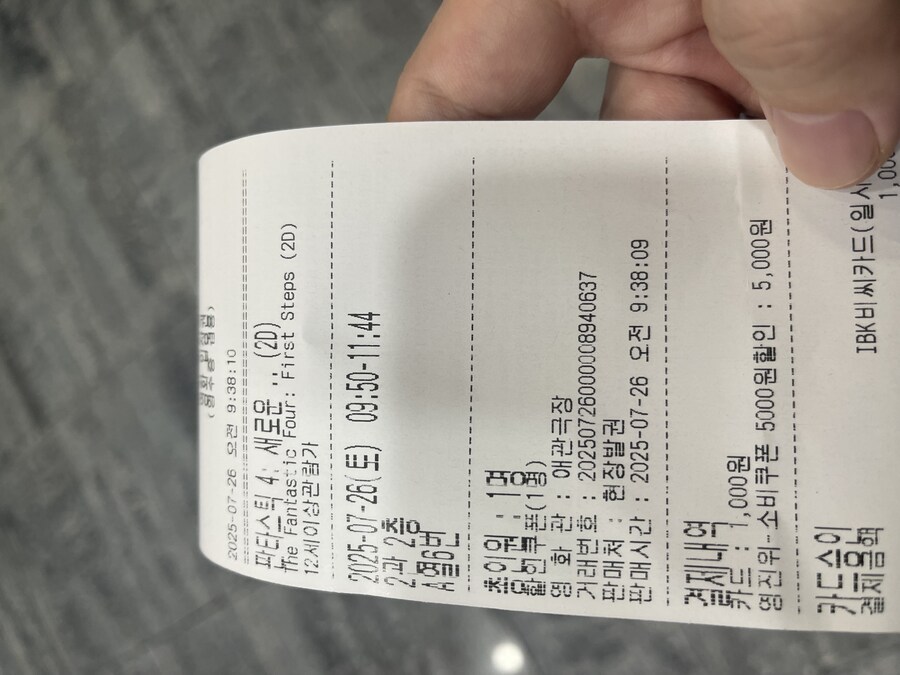 2025-07-26 오전 9:38:10
판타스틱 4: 새로운 .. (2D)
The Fantastic Four: First Steps (2D)
12세이상관람가
2025-07-26(토) 09:50-11:44
2관 2층
A열6번
총인원 : 1명
할인쿠폰(1명)
영 화 관 : 애관극장
거래번호 : 20250726000008940637
판매처 : 현장발권
판매시간 : 2025-07-26 오전 9:38:09
결제내역
카드 : 1,000원
영진위-소비쿠폰 5000원할인 : 5,000원
카드승인
IBK비씨카드(일시
결제금액
1,00